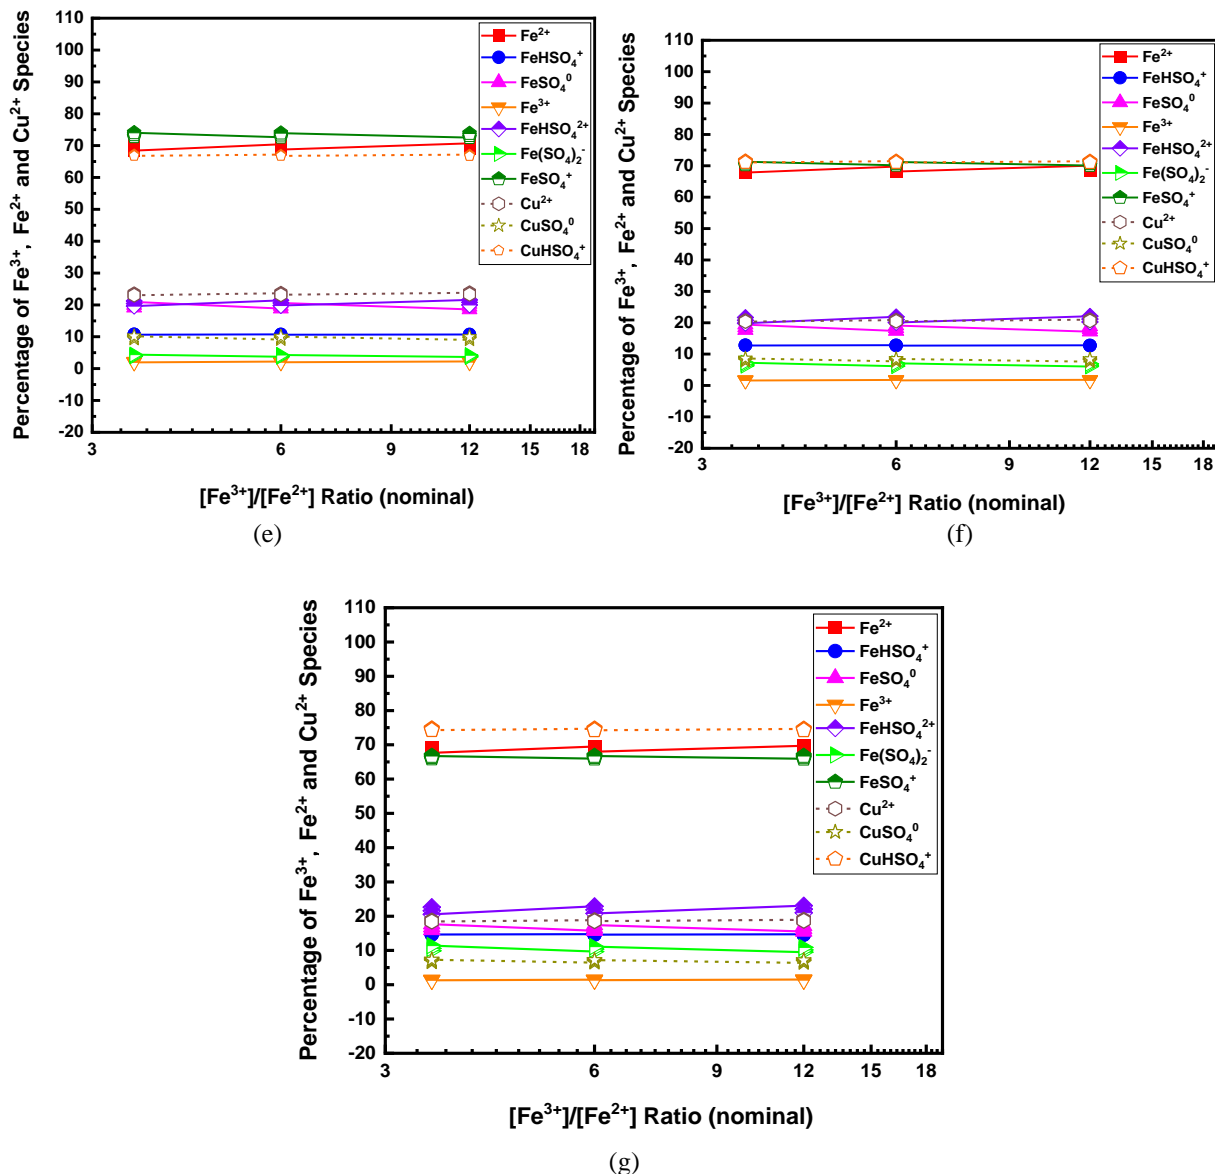 Percentage of Fe³⁺, Fe²⁺ and Cu²⁺ Species
110
100
90
80
70
60
50
40
30
20
10
0
-10
-20
3
6
9
12
15
18
[Fe³⁺]/[Fe²⁺] Ratio (nominal)
Fe²⁺
FeHSO₄⁺
FeSO₄⁰
Fe³⁺
FeHSO₄²⁺
Fe(SO₄)₂⁻
FeSO₄⁺
Cu²⁺
CuSO₄⁰
CuHSO₄⁺
(e)
Percentage of Fe³⁺, Fe²⁺ and Cu²⁺ Species
110
100
90
80
70
60
50
40
30
20
10
0
-10
-20
3
6
9
12
15
18
[Fe³⁺]/[Fe²⁺] Ratio (nominal)
Fe²⁺
FeHSO₄⁺
FeSO₄⁰
Fe³⁺
FeHSO₄²⁺
Fe(SO₄)₂⁻
FeSO₄⁺
Cu²⁺
CuSO₄⁰
CuHSO₄⁺
(f)
Percentage of Fe³⁺, Fe²⁺ and Cu²⁺ Species
110
100
90
80
70
60
50
40
30
20
10
0
-10
-20
3
6
9
12
15
18
[Fe³⁺]/[Fe²⁺] Ratio (nominal)
Fe²⁺
FeHSO₄⁺
FeSO₄⁰
Fe³⁺
FeHSO₄²⁺
Fe(SO₄)₂⁻
FeSO₄⁺
Cu²⁺
CuSO₄⁰
CuHSO₄⁺
(g)